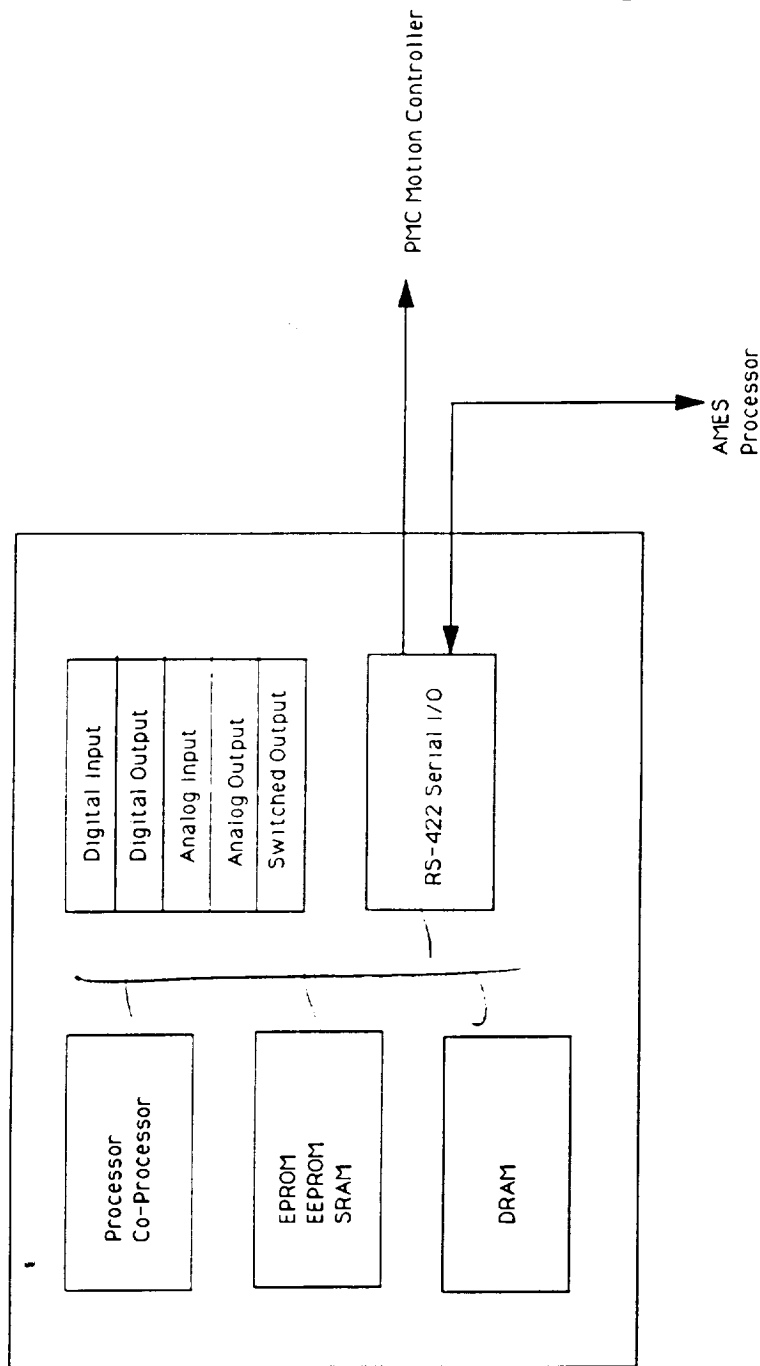 Processor
Co-Processor
EPROM
EEPROM
SRAM
DRAM
Digital Input
Digital Output
Analog Input
Analog Output
Switched Output
RS-422 Serial I/O
PMC Motion Controller
AMES
Processor